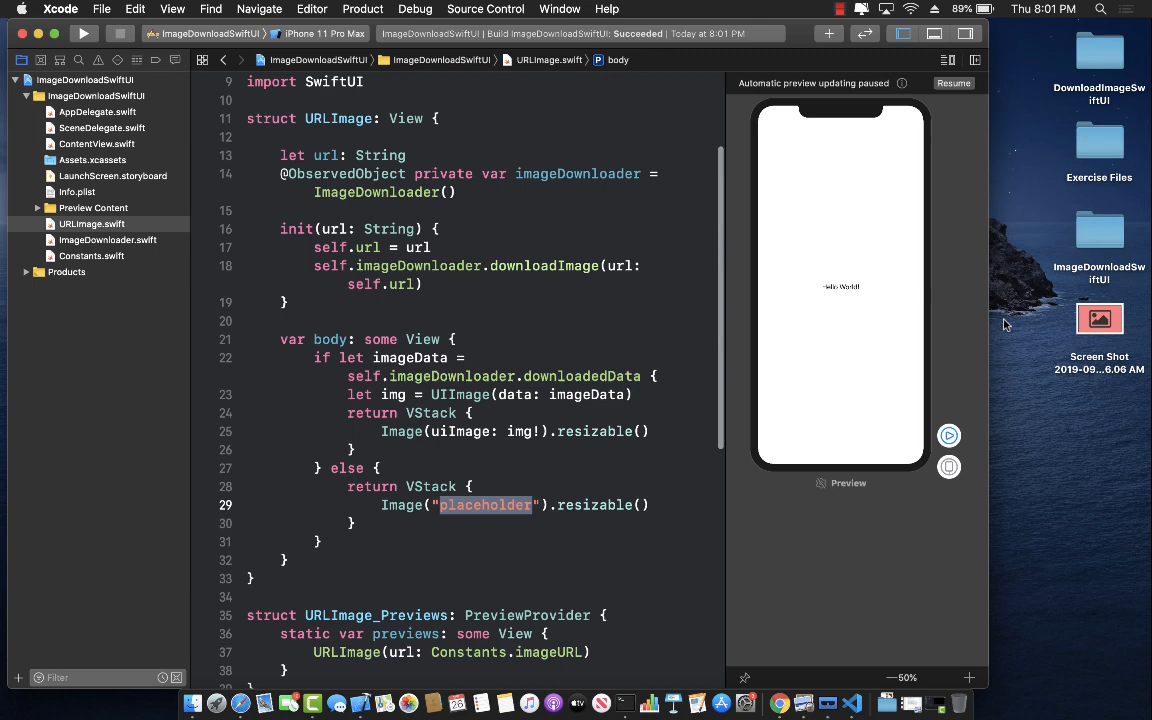 Xcode File Edit View Find Navigate Editor Product Debug Source Control Window Help
89% Thu 8:01 PM
ImageDownloadSwiftUI iPhone 11 Pro Max
ImageDownloadSwiftUI | Build ImageDownloadSwiftUI: Succeeded | Today at 8:01 PM
ImageDownloadSwiftUI ImageDownloadSwiftUI URLImage.swift P body
ImageDownloadSwiftUI
ImageDownloadSwiftUI
AppDelegate.swift
SceneDelegate.swift
ContentView.swift
Assets.xcassets
LaunchScreen.storyboard
Info.plist
Preview Content
URLImage.swift
ImageDownloader.swift
Constants.swift
Products
Filter
9 import SwiftUI
10
11 struct URLImage: View {
12
13 let url: String
14 @ObservedObject private var imageDownloader =
ImageDownloader()
15
16 init(url: String) {
17 self.url = url
18 self.imageDownloader.downloadImage(url:
self.url)
19 }
20
21 var body: some View {
22 if let imageData =
self.imageDownloader.downloadedData {
23 let img = UIImage(data: imageData)
24 return VStack {
25 Image(uiImage: img!).resizable()
26 }
27 } else {
28 return VStack {
29 Image("placeholder").resizable()
30 }
31 }
32 }
33 }
34
35 struct URLImage_Previews: PreviewProvider {
36 static var previews: some View {
37 URLImage(url: Constants.imageURL)
38 }
Automatic preview updating paused Resume
Hello World!
Preview
50%
DownloadImageSw
iftUI
Exercise Files
ImageDownloadSw
iftUI
Screen Shot
2019-09...6.06 AM